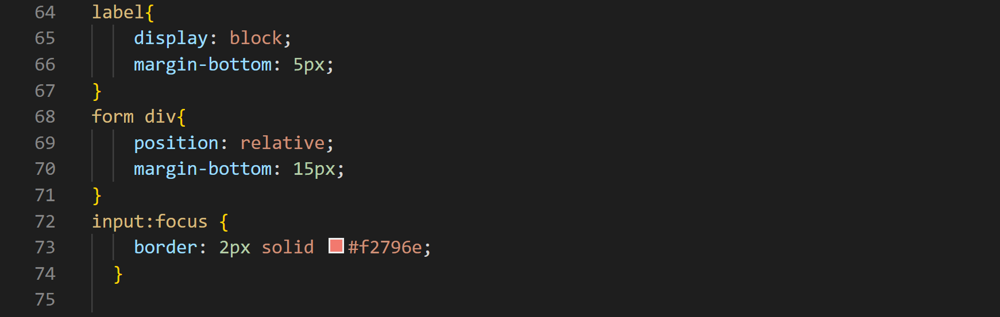 64 label{
65 display: block;
66 margin-bottom: 5px;
67 }
68 form div{
69 position: relative;
70 margin-bottom: 15px;
71 }
72 input:focus {
73 border: 2px solid #f2796e;
74 }
75